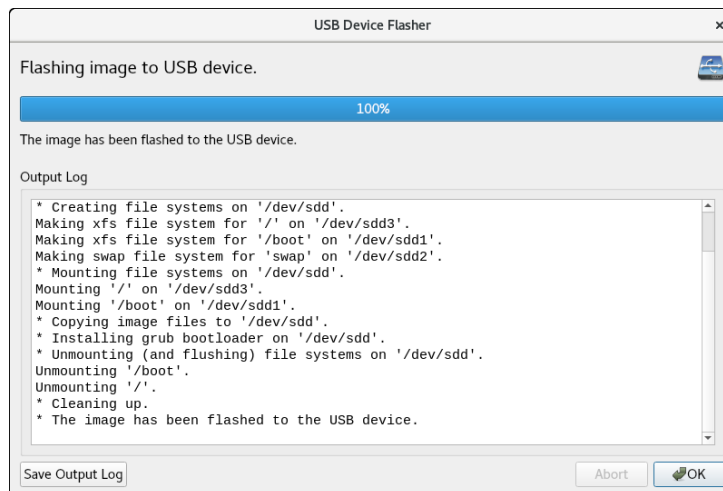 USB Device Flasher
Flashing image to USB device.
100%
The image has been flashed to the USB device.
Output Log
* Creating file systems on '/dev/sdd'.
Making xfs file system for '/' on '/dev/sdd3'.
Making xfs file system for '/boot' on '/dev/sdd1'.
Making swap file system for 'swap' on '/dev/sdd2'.
* Mounting file systems on '/dev/sdd'.
Mounting '/' on '/dev/sdd3'.
Mounting '/boot' on '/dev/sdd1'.
* Copying image files to '/dev/sdd'.
* Installing grub bootloader on '/dev/sdd'.
* Unmounting (and flushing) file systems on '/dev/sdd'.
Unmounting '/boot'.
Unmounting '/'.
* Cleaning up.
* The image has been flashed to the USB device.
Save Output Log
Abort
OK